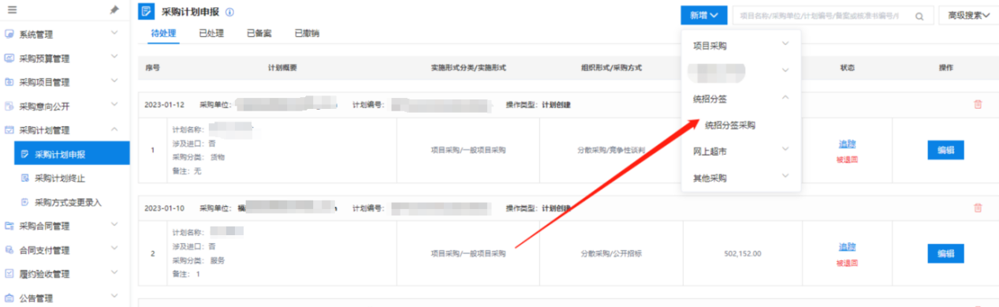 采购计划申报
新增
项目名称/采购单位/计划编号/备案或核准书编号/
高级搜索
待处理 已处理 已备案 已撤销
系统管理
采购预算管理
采购项目管理
采购意向公开
采购计划管理
采购计划申报
采购计划终止
采购方式变更录入
采购合同管理
合同支付管理
履约验收管理
公告管理
序号 计划概要 实施形式分类/实施形式 组织形式/采购方式 状态 操作
项目采购
统招分签
统招分签采购
网上超市
其他采购
2023-01-12 采购单位: 计划编号: 操作类型: 计划创建
1
计划名称:
涉及进口: 否
采购分类: 货物
备注: 无
项目采购/一般项目采购
分散采购/竞争性谈判
追踪
被退回
编辑
2023-01-10 采购单位: 计划编号: 操作类型: 计划创建
2
计划名称:
涉及进口: 否
采购分类: 服务
备注: 1
项目采购/一般项目采购
分散采购/公开招标
502,152.00
追踪
被退回
编辑